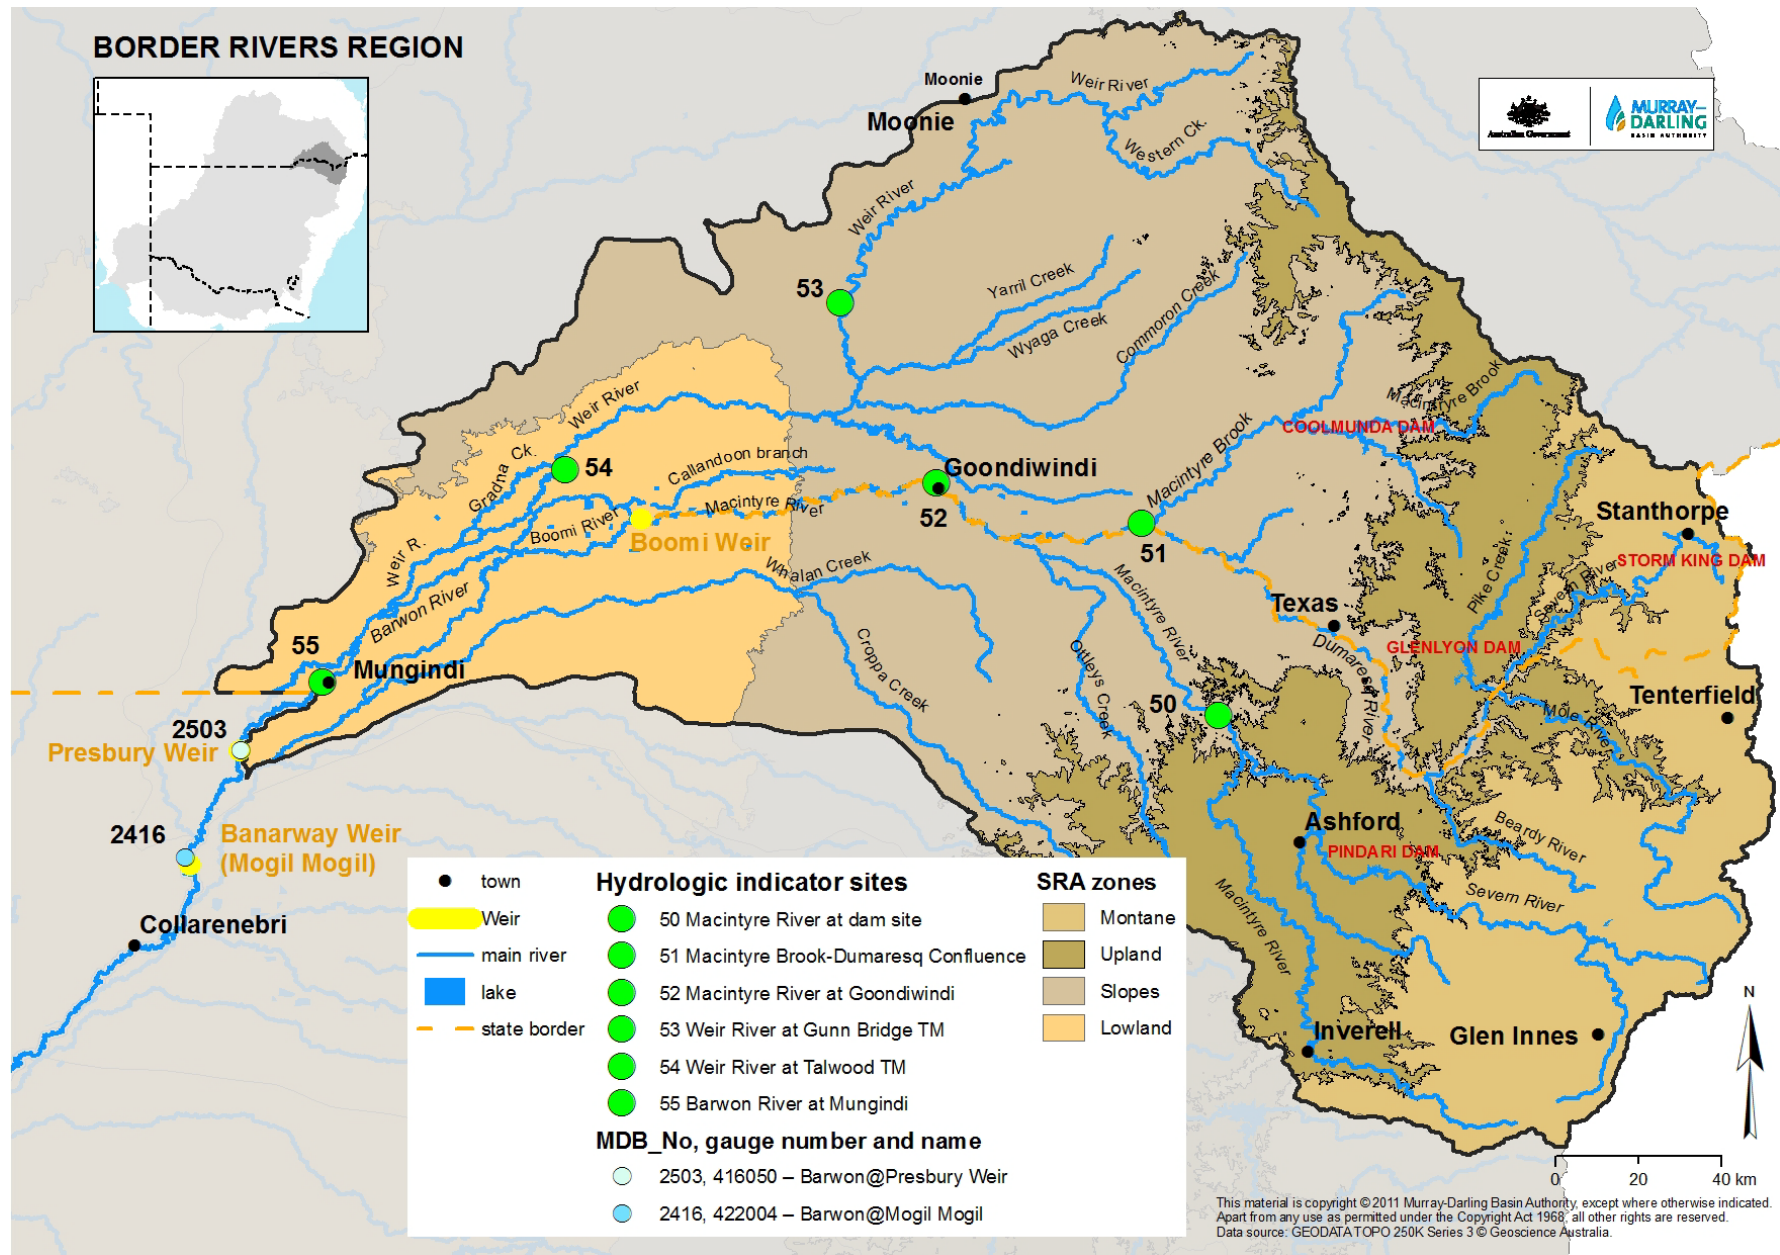 BORDER RIVERS REGION
Australian Government
MURRAY–
DARLING
BASIN AUTHORITY
Moonie
Moonie
Weir River
Western Ck.
Weir River
53
Yarril Creek
Wyaga Creek
Commoron Creek
Weir River
Macintyre Brook
COOLMUNDA DAM
Gradna Ck.
54
Callandoon branch
Goondiwindi
Macintyre Brook
Macintyre River
52
Boomi River
Boomi Weir
51
Stanthorpe
STORM KING DAM
Pike Creek
Severn River
Weir R.
Whalan Creek
Barwon River
Macintyre River
Texas
Dumaresq River
GLENLYON DAM
55
Mungindi
Croppa Creek
Ottleys Creek
50
Tenterfield
Mole River
2503
Presbury Weir
2416
Banarway Weir
(Mogil Mogil)
Ashford
PINDARI DAM
Beardy River
Severn River
Macintyre River
Collarenebri
Inverell
Glen Innes
town
Weir
main river
lake
state border
Hydrologic indicator sites
50 Macintyre River at dam site
51 Macintyre Brook-Dumaresq Confluence
52 Macintyre River at Goondiwindi
53 Weir River at Gunn Bridge TM
54 Weir River at Talwood TM
55 Barwon River at Mungindi
MDB_No, gauge number and name
2503, 416050 – Barwon@Presbury Weir
2416, 422004 – Barwon@Mogil Mogil
SRA zones
Montane
Upland
Slopes
Lowland
N
0 20 40 km
This material is copyright © 2011 Murray-Darling Basin Authority, except where otherwise indicated.
Apart from any use as permitted under the Copyright Act 1968, all other rights are reserved.
Data source: GEODATA TOPO 250K Series 3 © Geoscience Australia.